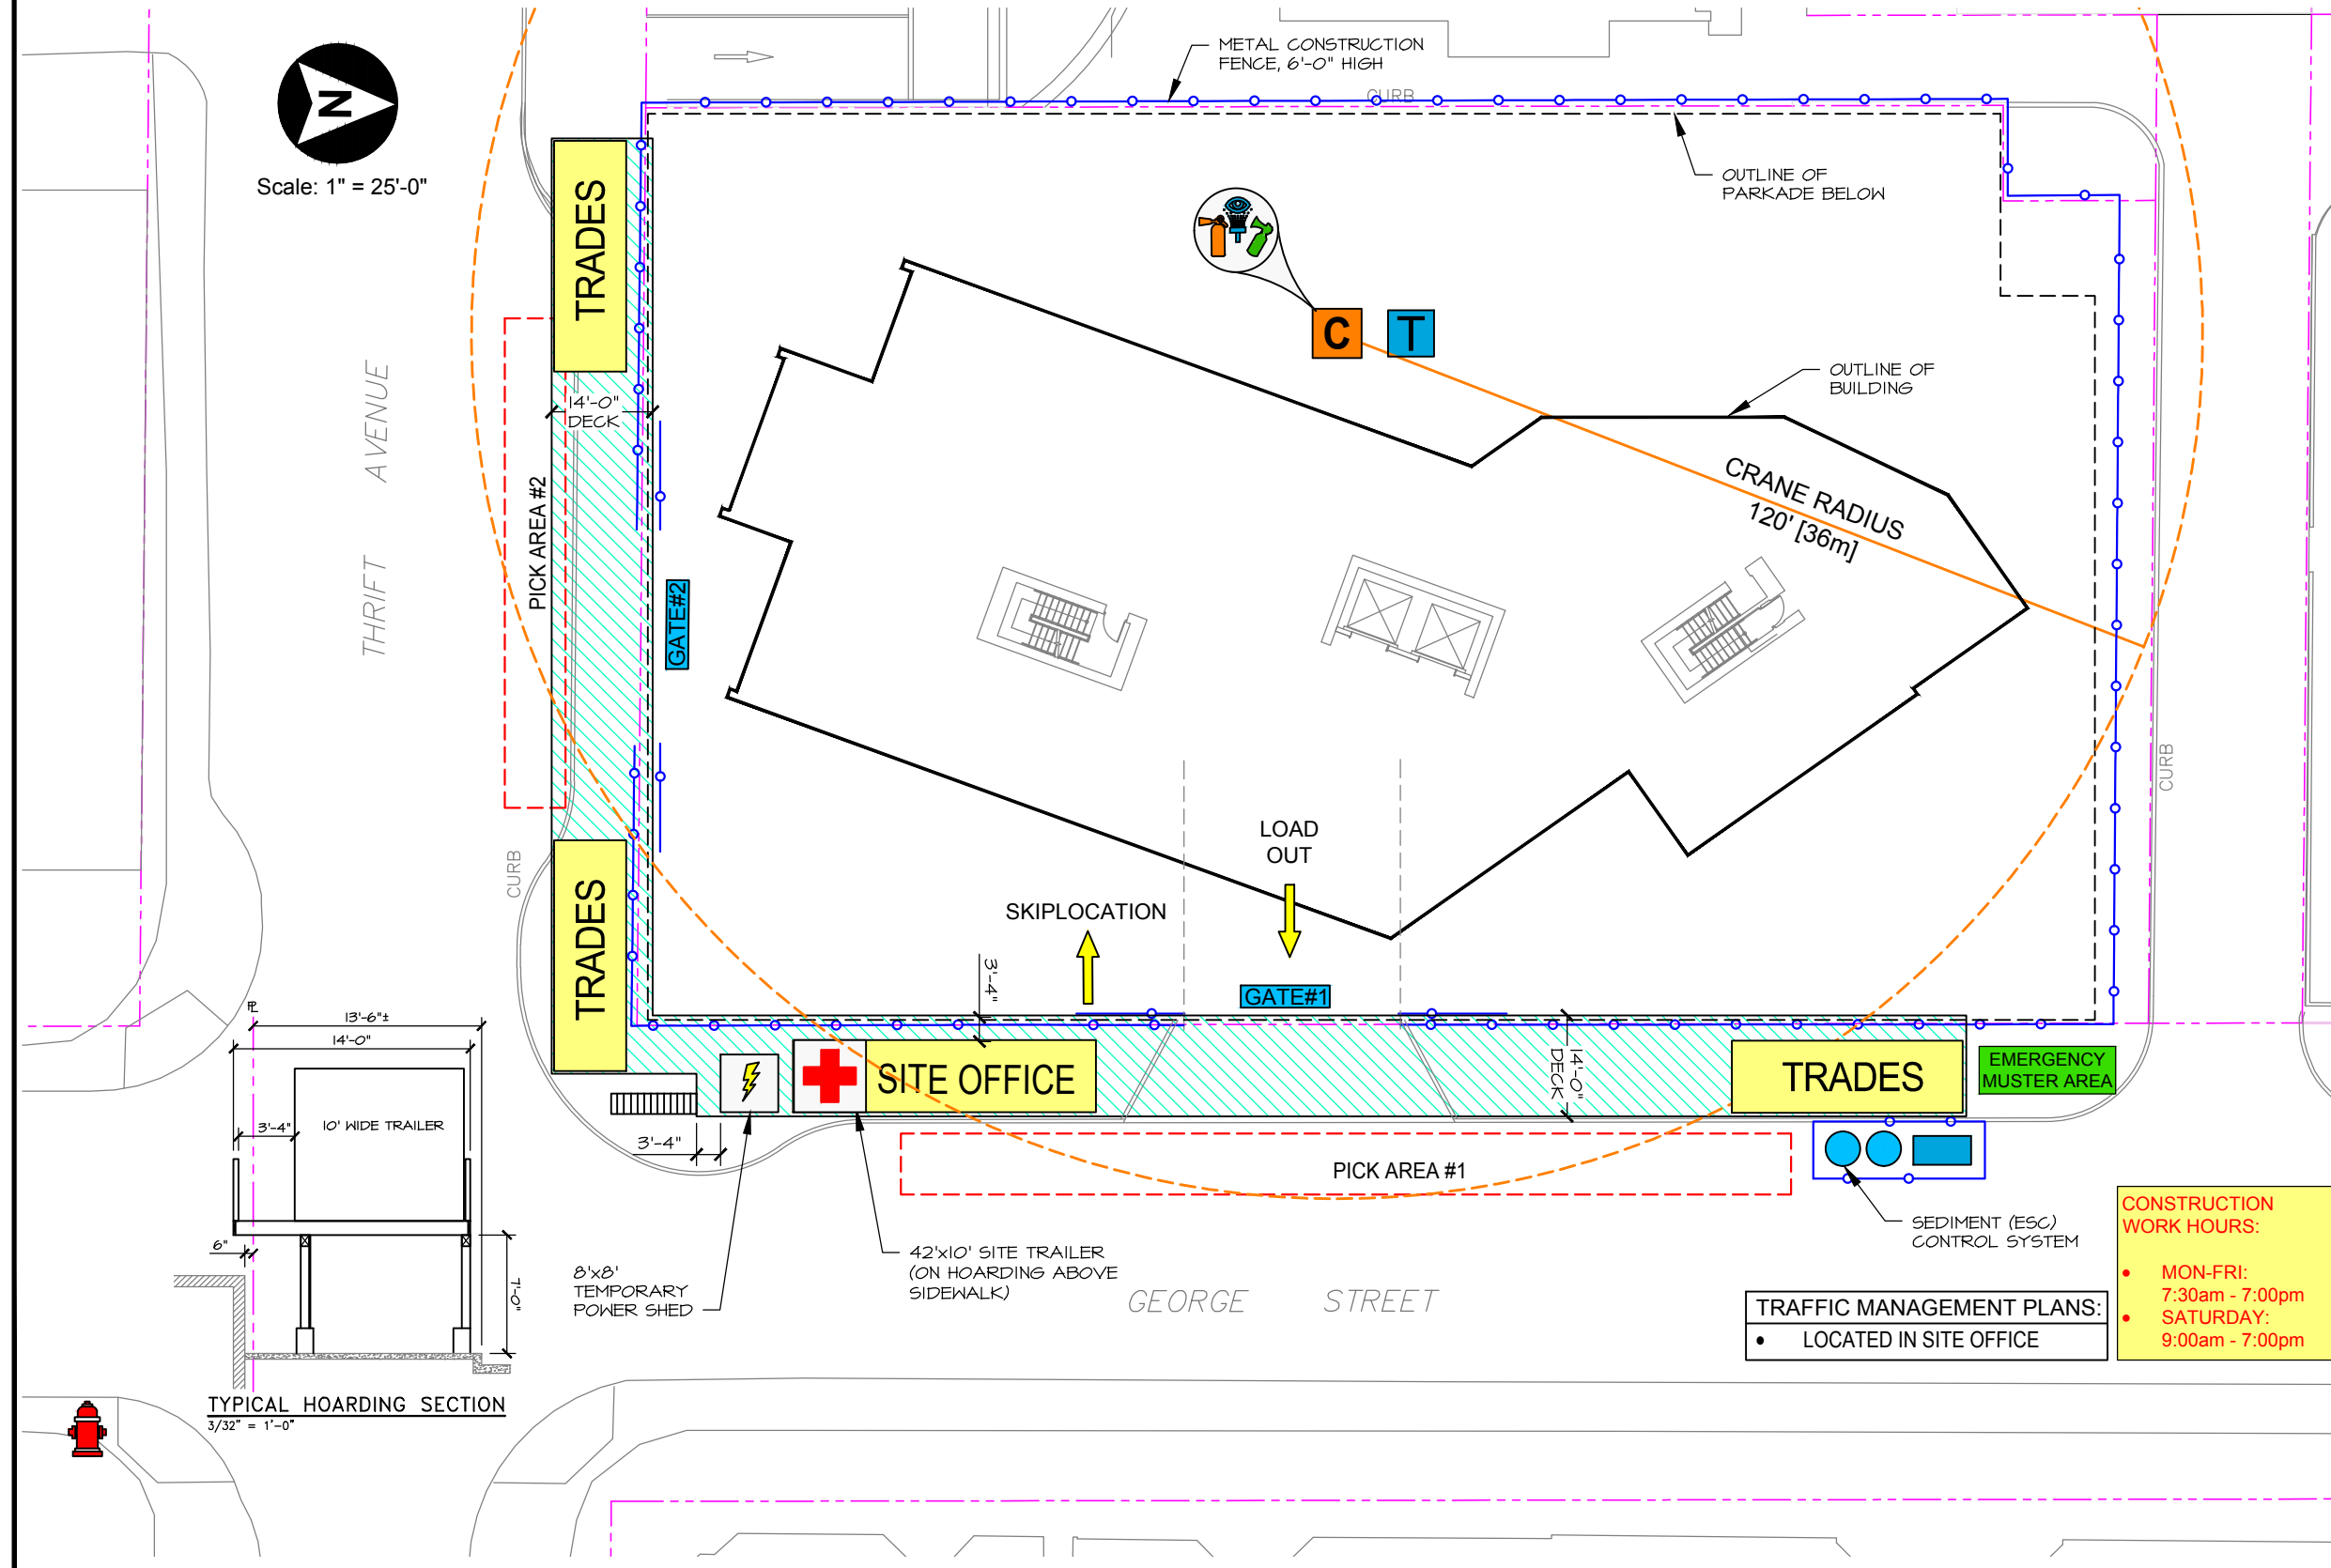 METAL CONSTRUCTION
FENCE, 6'-0" HIGH
CURB
N
Scale: 1" = 25'-0"
OUTLINE OF
PARKADE BELOW
TRADES
C
T
OUTLINE OF
BUILDING
14'-0"
DECK
THRIFT AVENUE
PICK AREA #2
CRANE RADIUS
120' [36m]
GATE#2
CURB
CURB
LOAD
OUT
SKIPLOCATION
TRADES
3'-4"
GATE#1
14'-0"
DECK
SITE OFFICE
TRADES
EMERGENCY
MUSTER AREA
3'-4"
PICK AREA #1
PL
13'-6"±
14'-0"
3'-4"
10' WIDE TRAILER
6"
7'-0"
TYPICAL HOARDING SECTION
3/32" = 1'-0"
8'x8'
TEMPORARY
POWER SHED
42'x10' SITE TRAILER
(ON HOARDING ABOVE
SIDEWALK)
GEORGE STREET
SEDIMENT (ESC)
CONTROL SYSTEM
TRAFFIC MANAGEMENT PLANS:
• LOCATED IN SITE OFFICE
CONSTRUCTION
WORK HOURS:
• MON-FRI:
7:30am - 7:00pm
• SATURDAY:
9:00am - 7:00pm